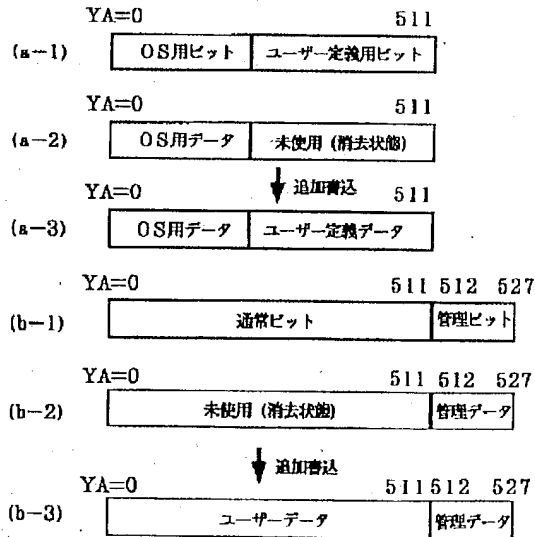 YA=0 511
(a-1) OS用ビット ユーザー定義用ビット
YA=0 511
(a-2) OS用データ 未使用(消去状態)
追加書込
YA=0 511
(a-3) OS用データ ユーザー定義データ
YA=0 511 512 527
(b-1) 通常ビット 管理ビット
YA=0 511 512 527
(b-2) 未使用(消去状態) 管理データ
追加書込
YA=0 511 512 527
(b-3) ユーザーデータ 管理データ